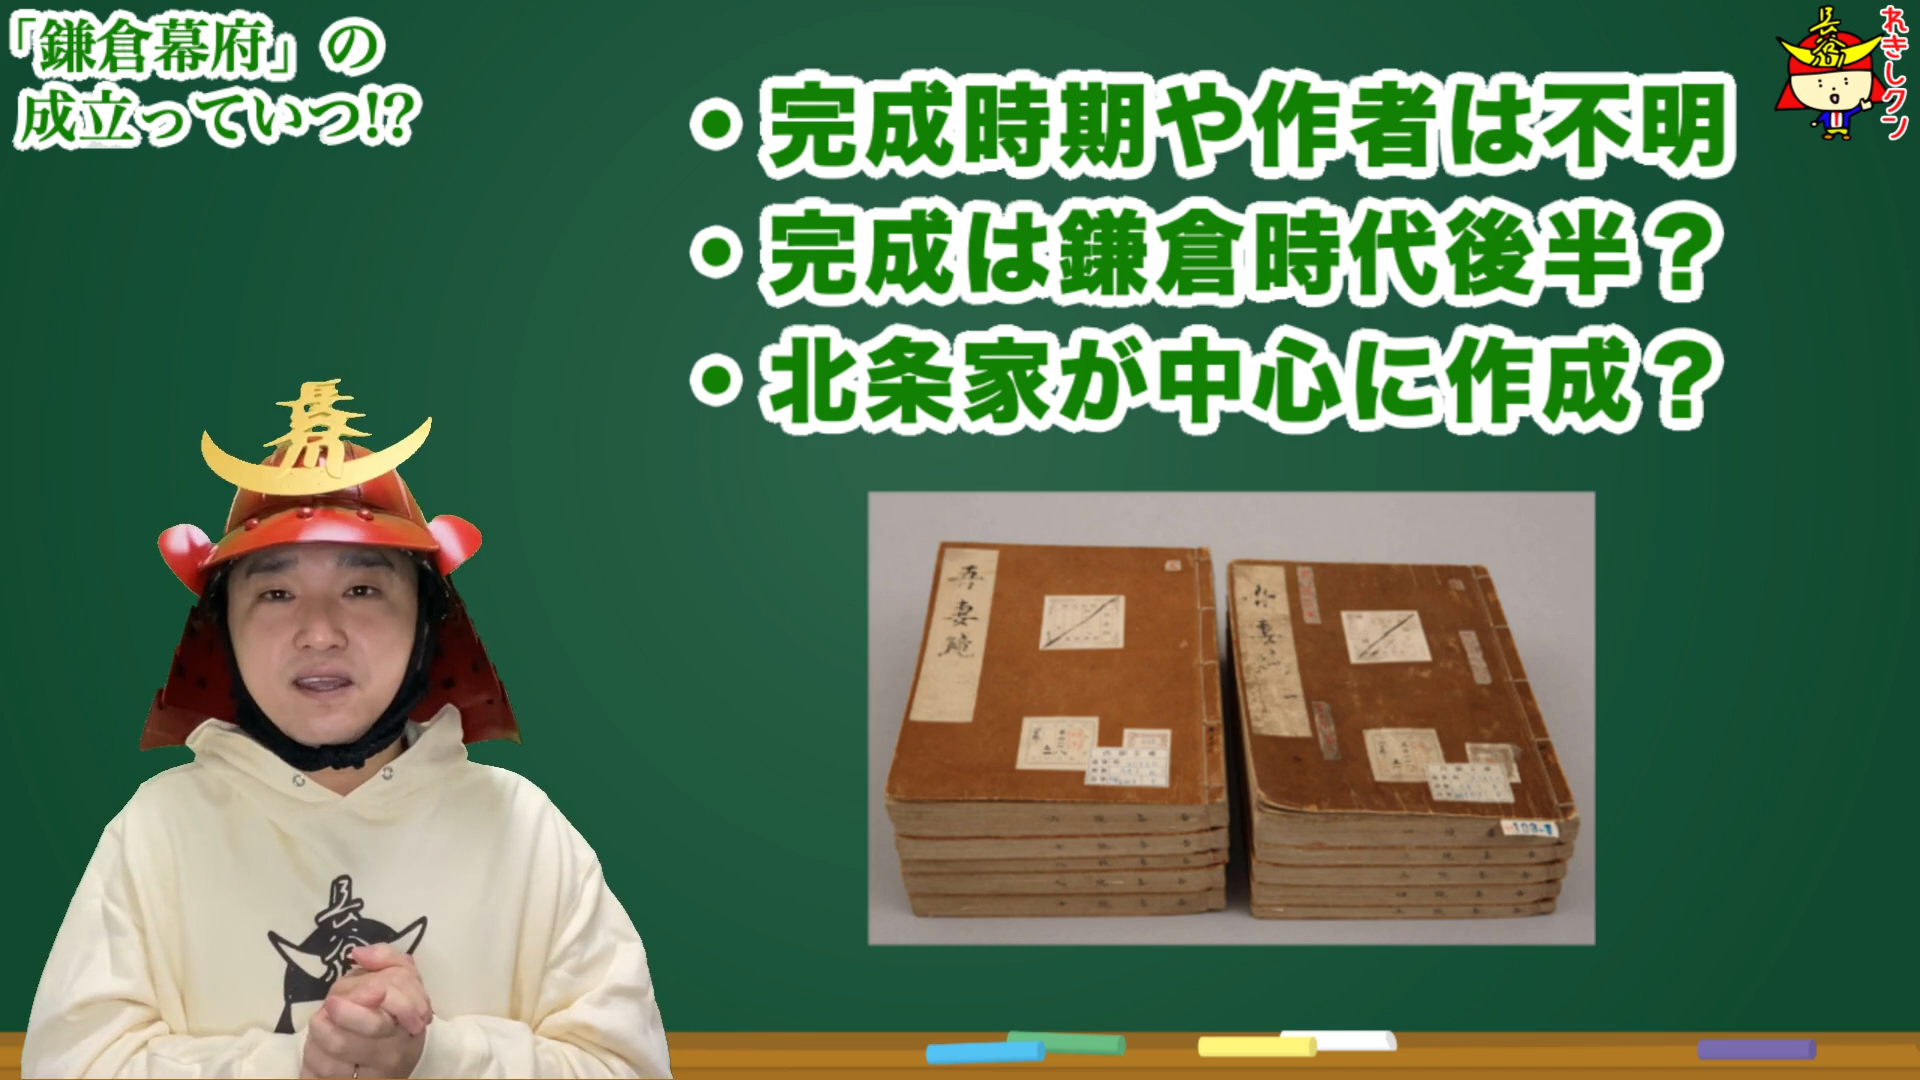 「鎌倉幕府」の
成立っていつ!?
・完成時期や作者は不明
・完成は鎌倉時代後半？
・北条家が中心に作成？
れきしクン
吾妻鏡
103-1